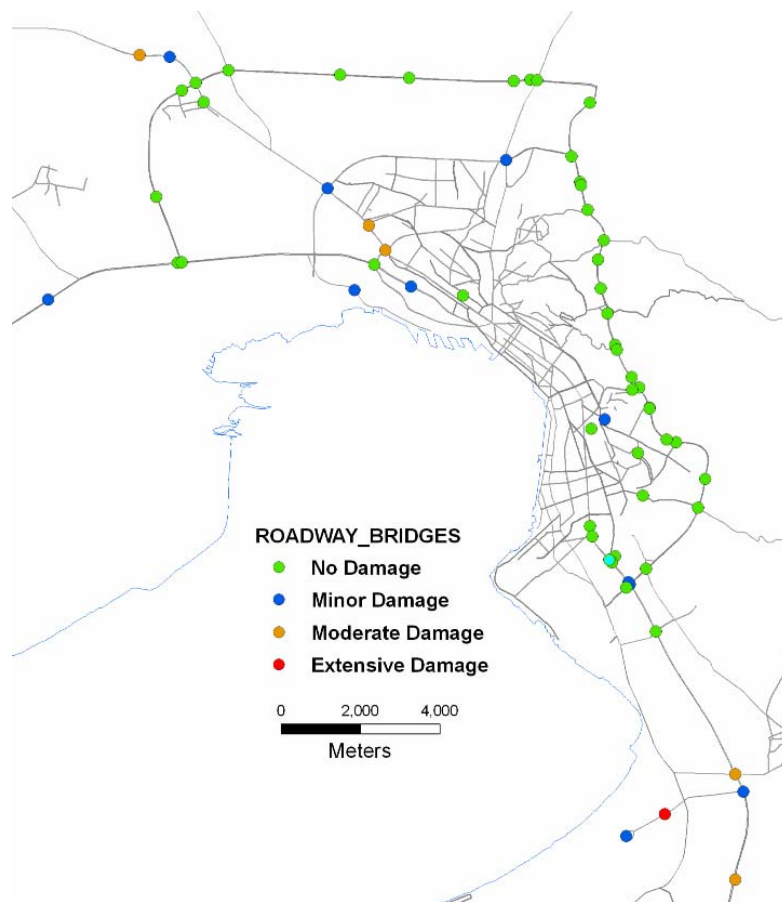 ROADWAY_BRIDGES
No Damage
Minor Damage
Moderate Damage
Extensive Damage
0 2,000 4,000
Meters